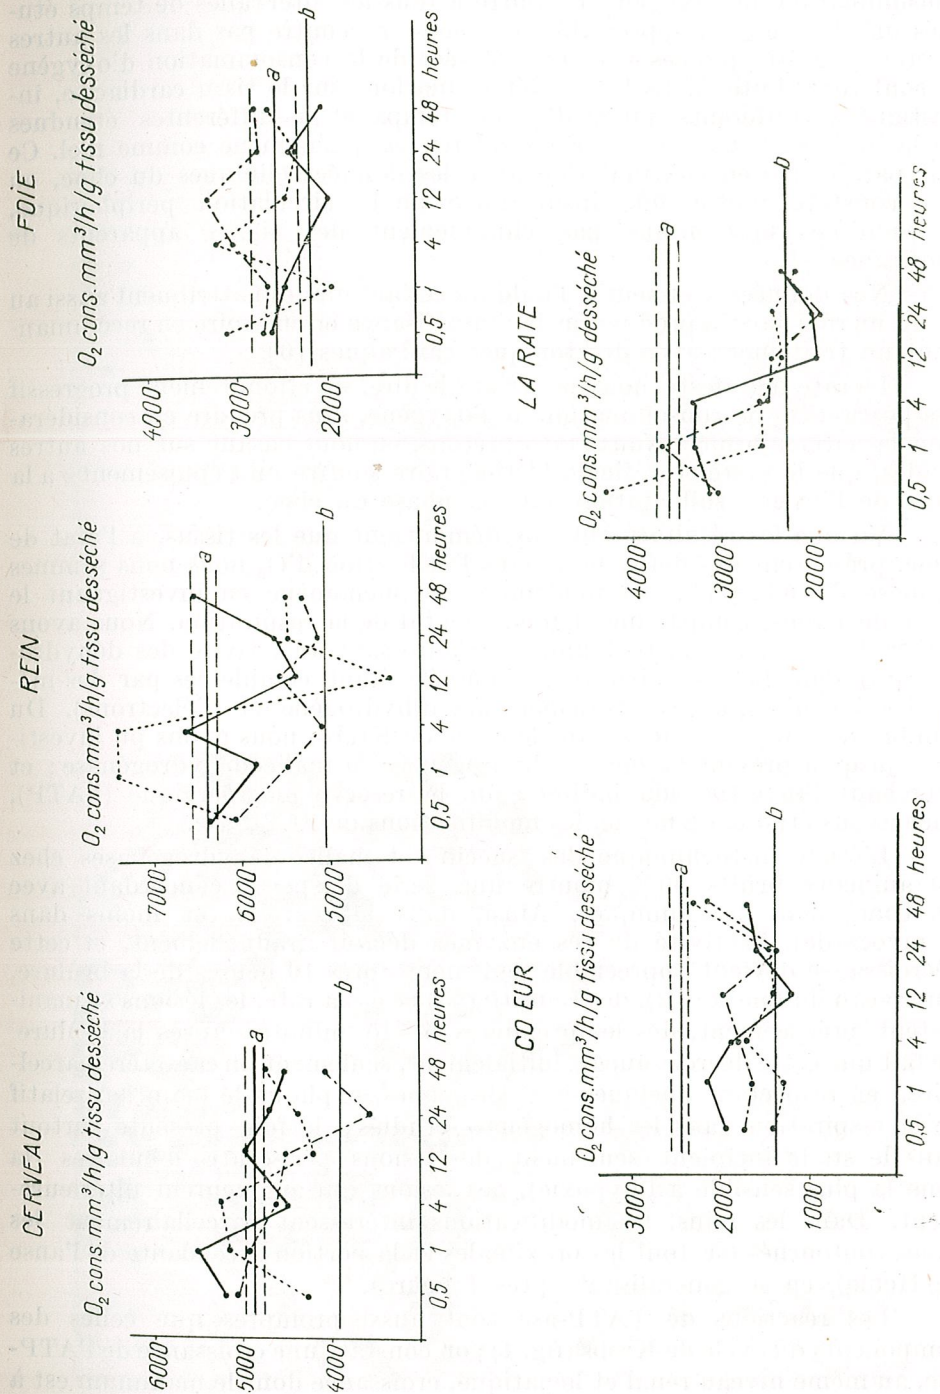 CERVEAU
O₂ cons.mm³/h/g tissu desséché
6000
5000
4000
a
b
0,5 1 4 12 24 48 heures
REIN
O₂ cons.mm³/h/g tissu desséché
7000
6000
5000
a
b
0,5 1 4 12 24 48 heures
FOIE
O₂ cons.mm³/h/g tissu desséché
4000
3000
2000
a
b
0,5 1 4 12 24 48 heures
COEUR
O₂ cons.mm³/h/g tissu desséché
3000
2000
1000
a
b
0,5 1 4 12 24 48 heures
LA RATE
O₂ cons.mm³/h/g desséché
4000
3000
2000
a
b
0,5 1 4 12 24 48 heures